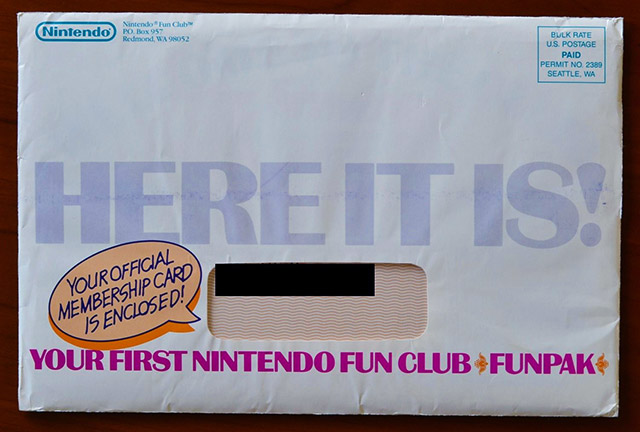 Nintendo®
Nintendo® Fun Club™
P.O. Box 957
Redmond, WA 98052
BULK RATE
U.S. POSTAGE
PAID
PERMIT NO. 2389
SEATTLE, WA
HERE IT IS!
YOUR OFFICIAL
MEMBERSHIP CARD
IS ENCLOSED!
YOUR FIRST NINTENDO FUN CLUB FUNPAK